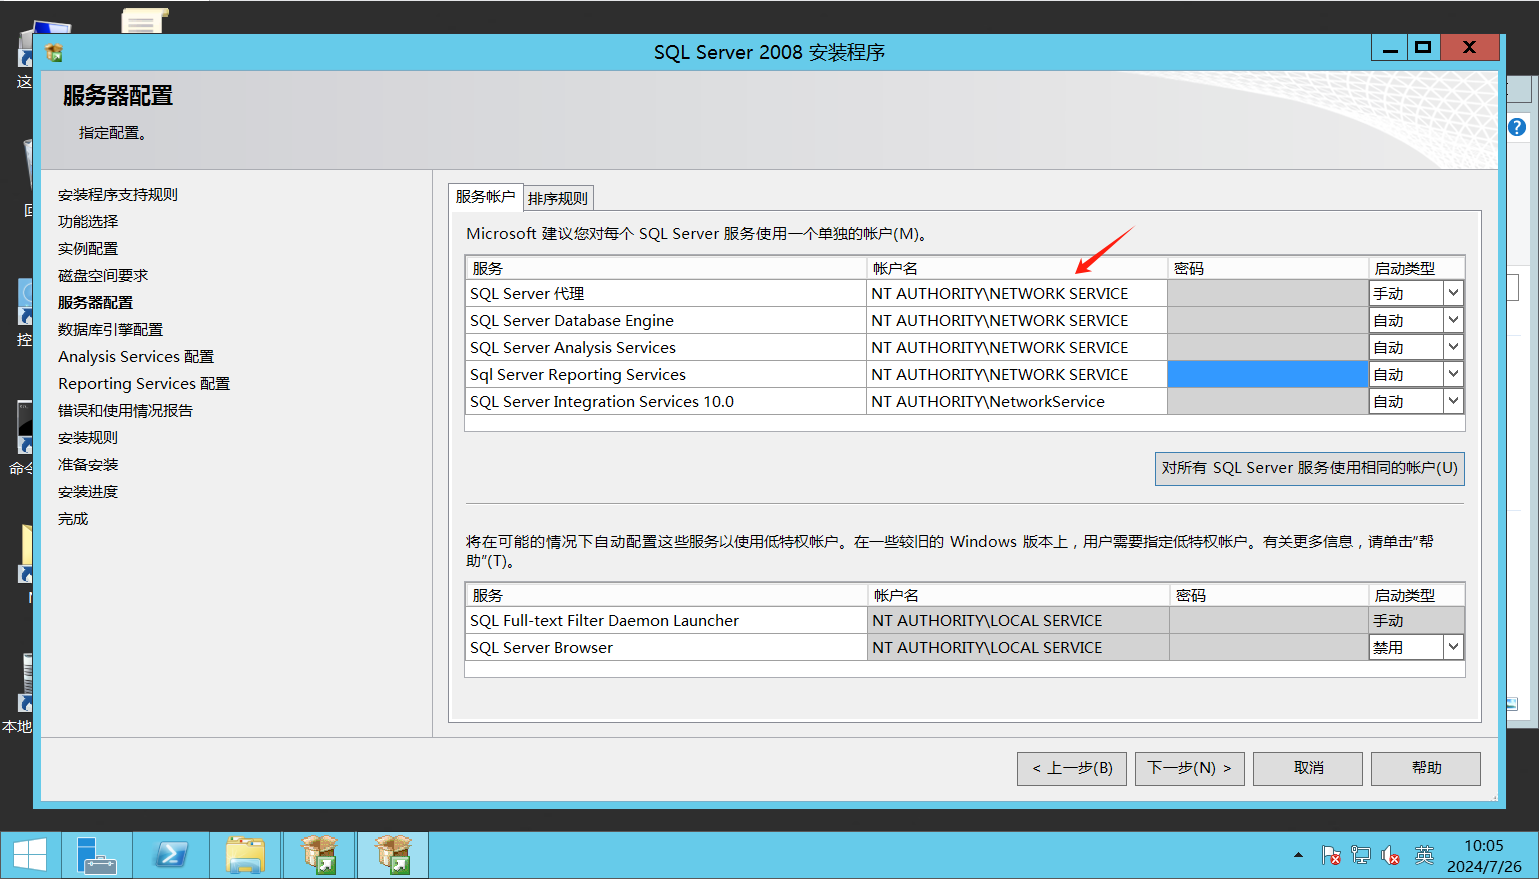 SQL Server 2008 安装程序
服务器配置
指定配置。
安装程序支持规则
功能选择
实例配置
磁盘空间要求
服务器配置
数据库引擎配置
Analysis Services 配置
Reporting Services 配置
错误和使用情况报告
安装规则
准备安装
安装进度
完成
服务帐户 排序规则
Microsoft 建议您对每个 SQL Server 服务使用一个单独的帐户(M)。
服务 帐户名 密码 启动类型
SQL Server 代理 NT AUTHORITY\NETWORK SERVICE 手动
SQL Server Database Engine NT AUTHORITY\NETWORK SERVICE 自动
SQL Server Analysis Services NT AUTHORITY\NETWORK SERVICE 自动
Sql Server Reporting Services NT AUTHORITY\NETWORK SERVICE 自动
SQL Server Integration Services 10.0 NT AUTHORITY\NetworkService 自动
对所有 SQL Server 服务使用相同的帐户(U)
将在可能的情况下自动配置这些服务以使用低特权帐户。在一些较旧的 Windows 版本上，用户需要指定低特权帐户。有关更多信息，请单击“帮
助”(T)。
服务 帐户名 密码 启动类型
SQL Full-text Filter Daemon Launcher NT AUTHORITY\LOCAL SERVICE 手动
SQL Server Browser NT AUTHORITY\LOCAL SERVICE 禁用
< 上一步(B) 下一步(N) > 取消 帮助
这
控
命令
本地
英
10:05
2024/7/26